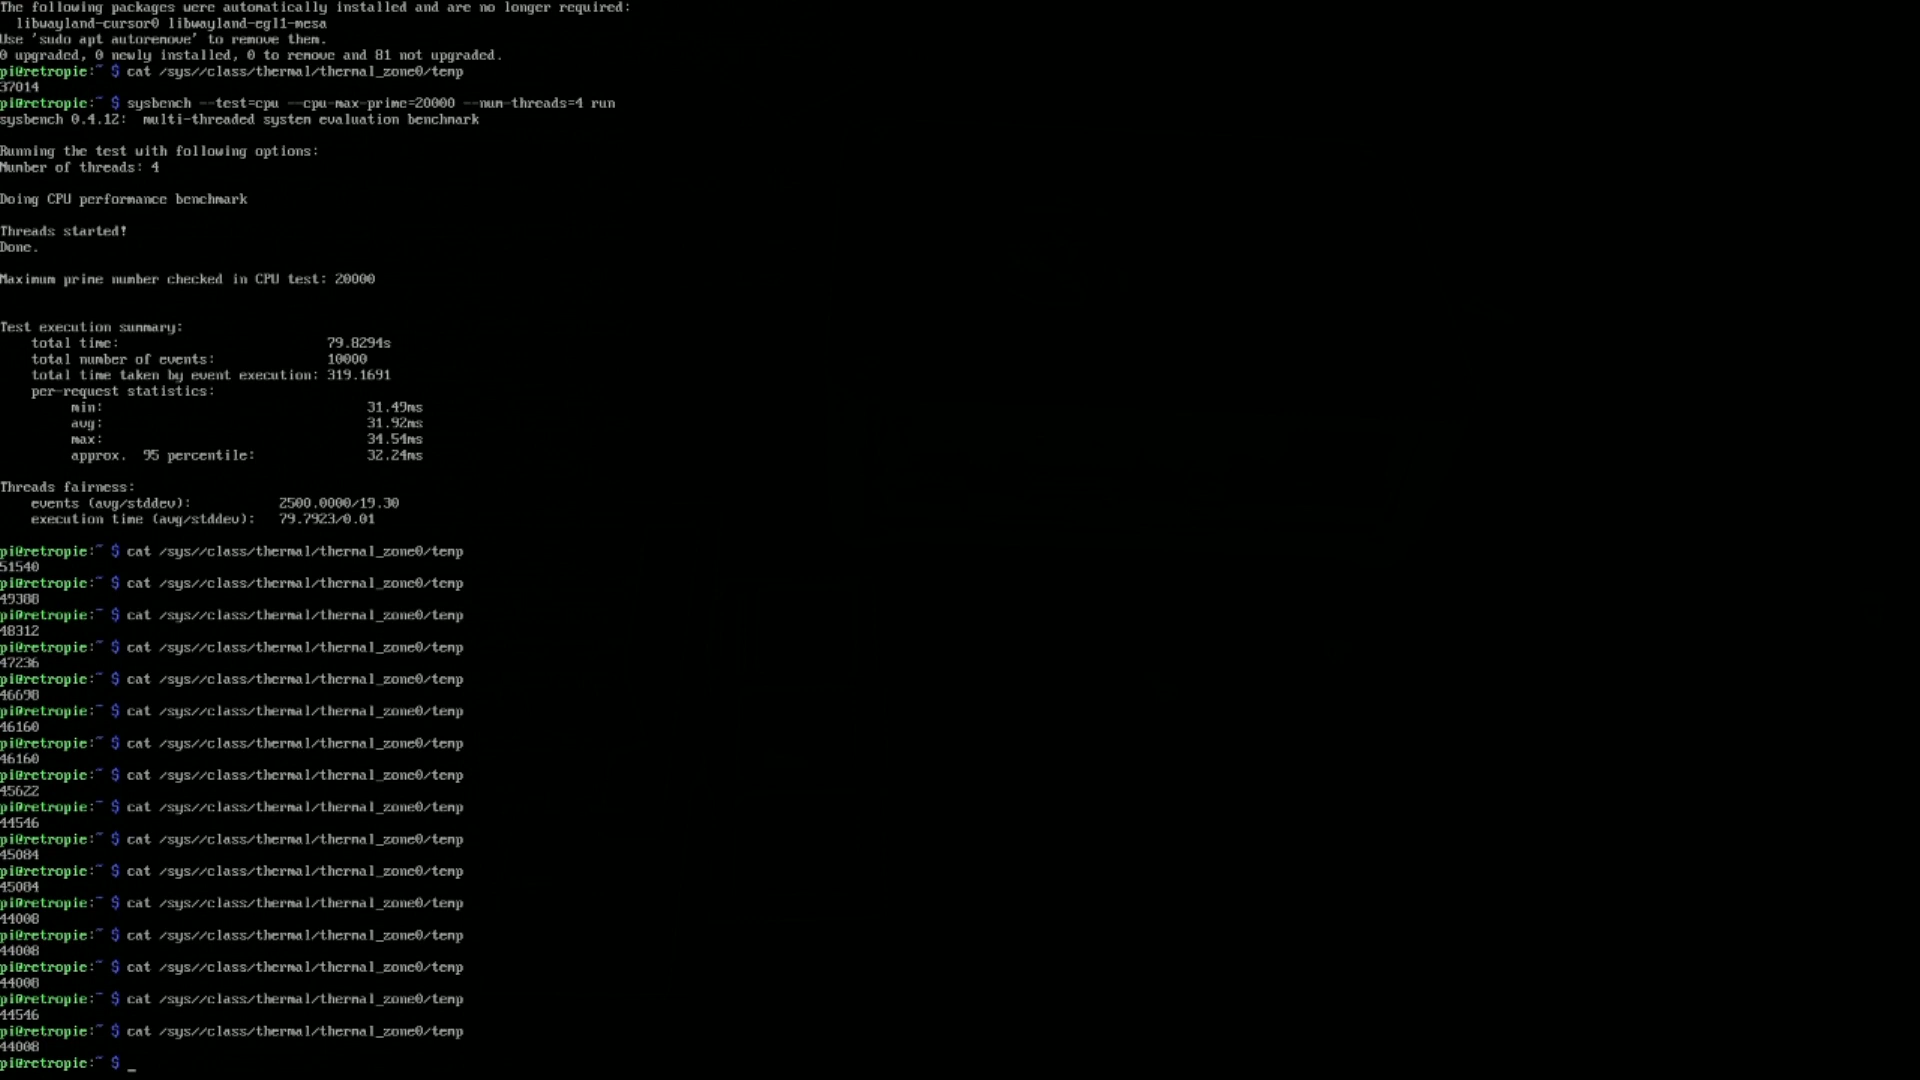 The following packages were automatically installed and are no longer required:
libwayland-cursor0 libwayland-egl1-mesa
Use 'sudo apt autoremove' to remove them.
0 upgraded, 0 newly installed, 0 to remove and 81 not upgraded.
pi@retropie:~ $ cat /sys//class/thermal/thermal_zone0/temp
37014
pi@retropie:~ $ sysbench --test=cpu --cpu-max-prime=20000 --num-threads=4 run
sysbench 0.4.12:  multi-threaded system evaluation benchmark
Running the test with following options:
Number of threads: 4
Doing CPU performance benchmark
Threads started!
Done.
Maximum prime number checked in CPU test: 20000
Test execution summary:
total time: 79.8294s
total number of events: 10000
total time taken by event execution: 319.1691
per-request statistics:
min: 31.49ms
avg: 31.92ms
max: 34.54ms
approx.  95 percentile: 32.24ms
Threads fairness:
events (avg/stddev): 2500.0000/19.30
execution time (avg/stddev): 79.7923/0.01
pi@retropie:~ $ cat /sys//class/thermal/thermal_zone0/temp
51540
pi@retropie:~ $ cat /sys//class/thermal/thermal_zone0/temp
49388
pi@retropie:~ $ cat /sys//class/thermal/thermal_zone0/temp
48312
pi@retropie:~ $ cat /sys//class/thermal/thermal_zone0/temp
47236
pi@retropie:~ $ cat /sys//class/thermal/thermal_zone0/temp
46698
pi@retropie:~ $ cat /sys//class/thermal/thermal_zone0/temp
46160
pi@retropie:~ $ cat /sys//class/thermal/thermal_zone0/temp
46160
pi@retropie:~ $ cat /sys//class/thermal/thermal_zone0/temp
45622
pi@retropie:~ $ cat /sys//class/thermal/thermal_zone0/temp
44546
pi@retropie:~ $ cat /sys//class/thermal/thermal_zone0/temp
45084
pi@retropie:~ $ cat /sys//class/thermal/thermal_zone0/temp
45084
pi@retropie:~ $ cat /sys//class/thermal/thermal_zone0/temp
44008
pi@retropie:~ $ cat /sys//class/thermal/thermal_zone0/temp
44008
pi@retropie:~ $ cat /sys//class/thermal/thermal_zone0/temp
44008
pi@retropie:~ $ cat /sys//class/thermal/thermal_zone0/temp
44546
pi@retropie:~ $ cat /sys//class/thermal/thermal_zone0/temp
44008
pi@retropie:~ $ _